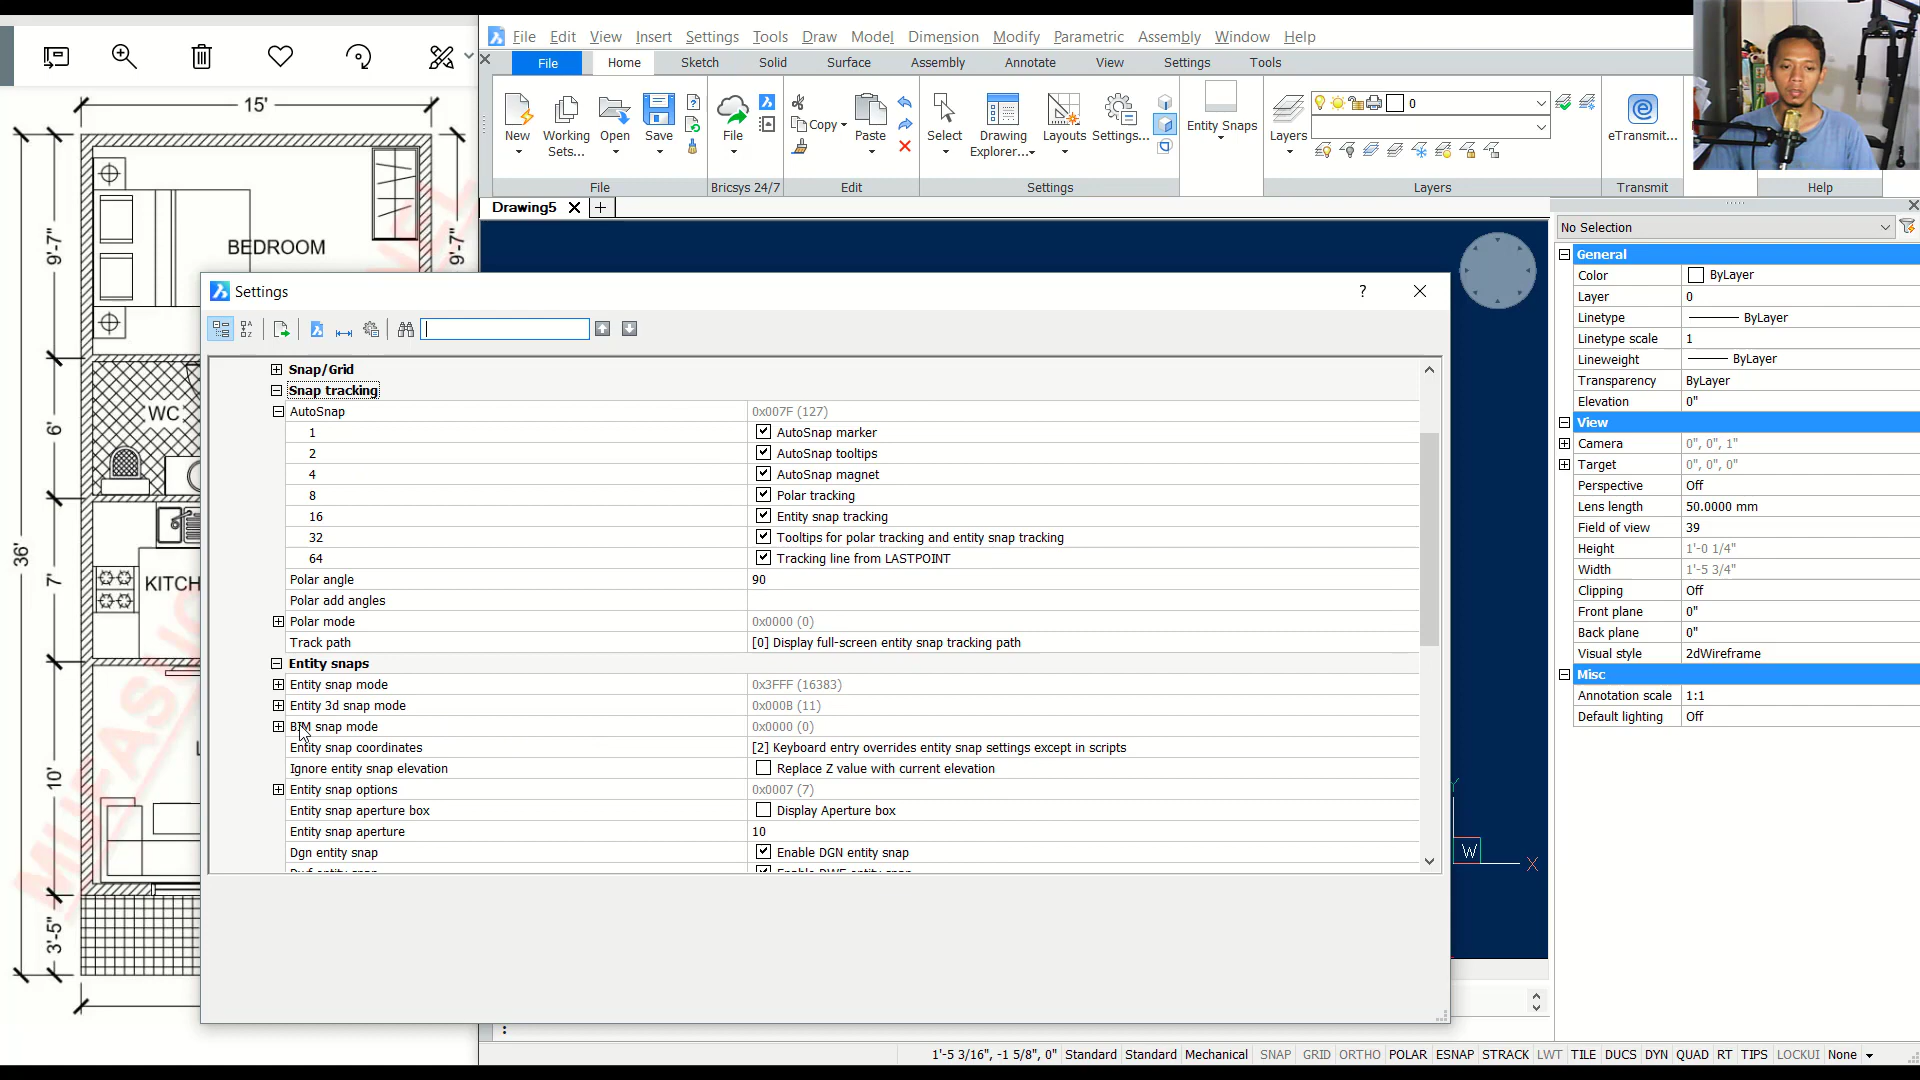 15'
BEDROOM
9'-7"
9'-7"
WC
6'
36'
7'
KITCH
10'
3'-5"
File Edit View Insert Settings Tools Draw Model Dimension Modify Parametric Assembly Window Help
File Home Sketch Solid Surface Assembly Annotate View Settings Tools
New Working Sets... Open Save File Copy Paste Select Drawing Explorer... Layouts Settings... Entity Snaps Layers 0 eTransmit...
File Bricsys 24/7 Edit Settings Layers Transmit Help
Drawing5
Settings
?
Snap/Grid
Snap tracking
AutoSnap 0x007F (127)
1 AutoSnap marker
2 AutoSnap tooltips
4 AutoSnap magnet
8 Polar tracking
16 Entity snap tracking
32 Tooltips for polar tracking and entity snap tracking
64 Tracking line from LASTPOINT
Polar angle 90
Polar add angles
Polar mode 0x0000 (0)
Track path [0] Display full-screen entity snap tracking path
Entity snaps
Entity snap mode 0x3FFF (16383)
Entity 3d snap mode 0x000B (11)
BIM snap mode 0x0000 (0)
Entity snap coordinates [2] Keyboard entry overrides entity snap settings except in scripts
Ignore entity snap elevation Replace Z value with current elevation
Entity snap options 0x0007 (7)
Entity snap aperture box Display Aperture box
Entity snap aperture 10
Dgn entity snap Enable DGN entity snap
No Selection
General
Color ByLayer
Layer 0
Linetype ByLayer
Linetype scale 1
Lineweight ByLayer
Transparency ByLayer
Elevation 0"
View
Camera 0", 0", 1"
Target 0", 0", 0"
Perspective Off
Lens length 50.0000 mm
Field of view 39
Height 1'-0 1/4"
Width 1'-5 3/4"
Clipping Off
Front plane 0"
Back plane 0"
Visual style 2dWireframe
Misc
Annotation scale 1:1
Default lighting Off
Y
W
X
:
1'-5 3/16", -1 5/8", 0" Standard Standard Mechanical SNAP GRID ORTHO POLAR ESNAP STRACK LWT TILE DUCS DYN QUAD RT TIPS LOCKUI None